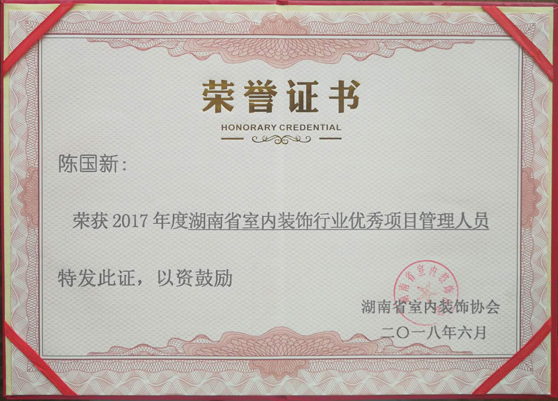 荣誉证书
HONORARY CREDENTIAL
陈国新:
荣获2017年度湖南省室内装饰行业优秀项目管理人员
特发此证，以资鼓励
湖南省室内装饰协会
二〇一八年六月